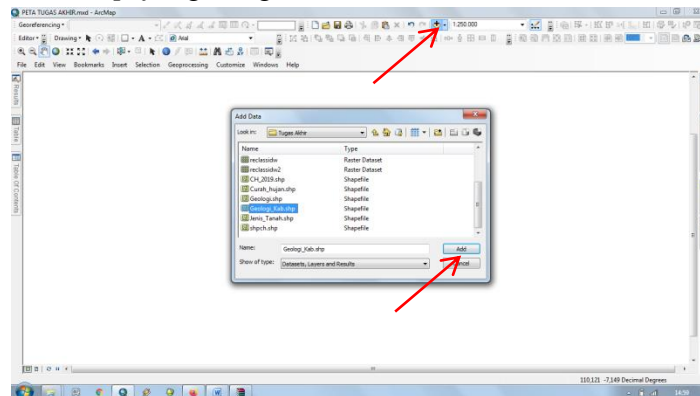 PETA TUGAS AKHIR.mxd - ArcMap
Georeferencing
1:250.000
Editor
Drawing
A
Arial
File Edit View Bookmarks Insert Selection Geoprocessing Customize Windows Help
Results
Table
Table Of Contents
Add Data
Look in: Tugas Akhir
Name Type
reclassidw Raster Dataset
reclassidw2 Raster Dataset
CH_2019.shp Shapefile
Curah_hujan.shp Shapefile
Geologi.shp Shapefile
Geologi_Kab.shp Shapefile
Jenis_Tanah.shp Shapefile
shpch.shp Shapefile
Name: Geologi_Kab.shp Add
Show of type: Datasets, Layers and Results Cancel
110,121 -7,149 Decimal Degrees
14:50